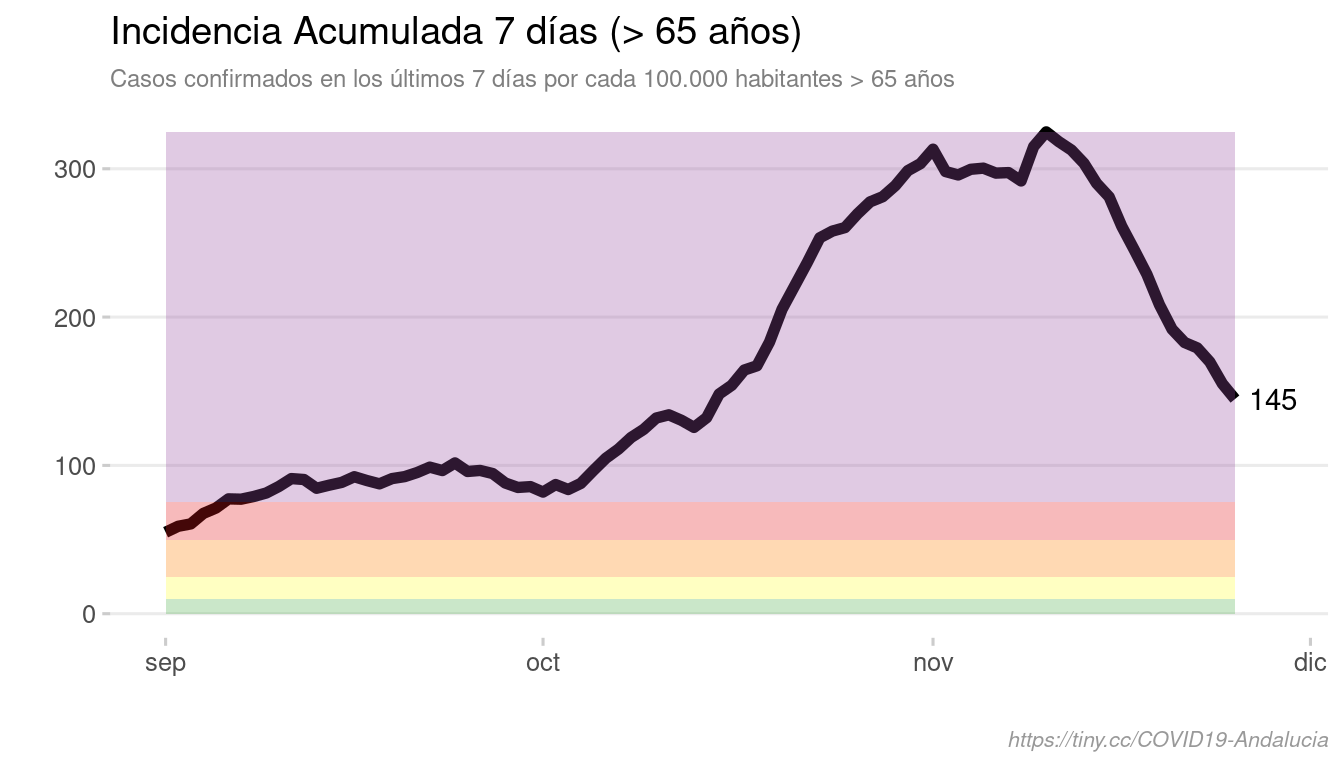 Incidencia Acumulada 7 días (> 65 años)
Casos confirmados en los últimos 7 días por cada 100.000 habitantes > 65 años
300
200
100
0
145
sep oct nov dic
https://tiny.cc/COVID19-Andalucia